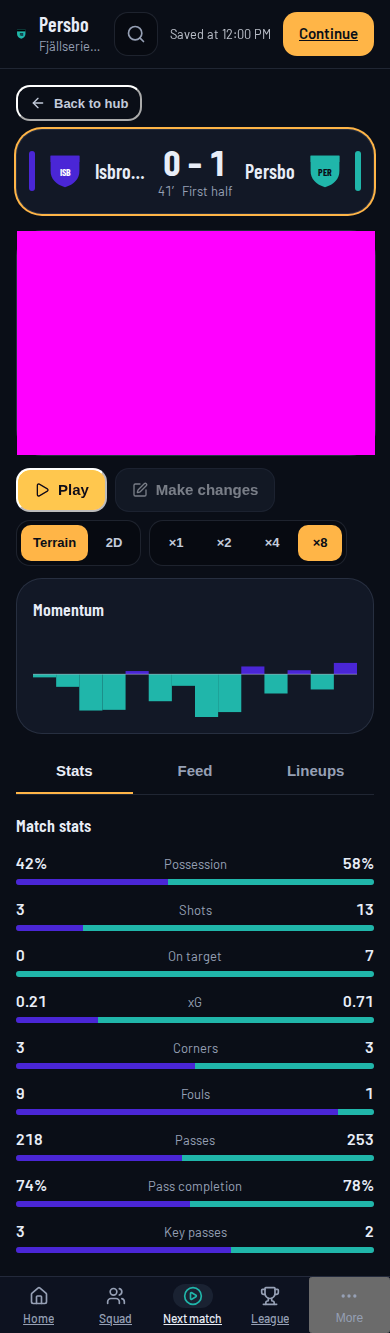 Persbo
Fjällserie...
Saved at 12:00 PM
Continue
Back to hub
ISB
Isbro...
0 - 1
41' First half
Persbo
PER
Play
Make changes
Terrain
2D
×1
×2
×4
×8
Momentum
Stats
Feed
Lineups
Match stats
42% Possession 58%
3 Shots 13
0 On target 7
0.21 xG 0.71
3 Corners 3
9 Fouls 1
218 Passes 253
74% Pass completion 78%
3 Key passes 2
Home
Squad
Next match
League
More